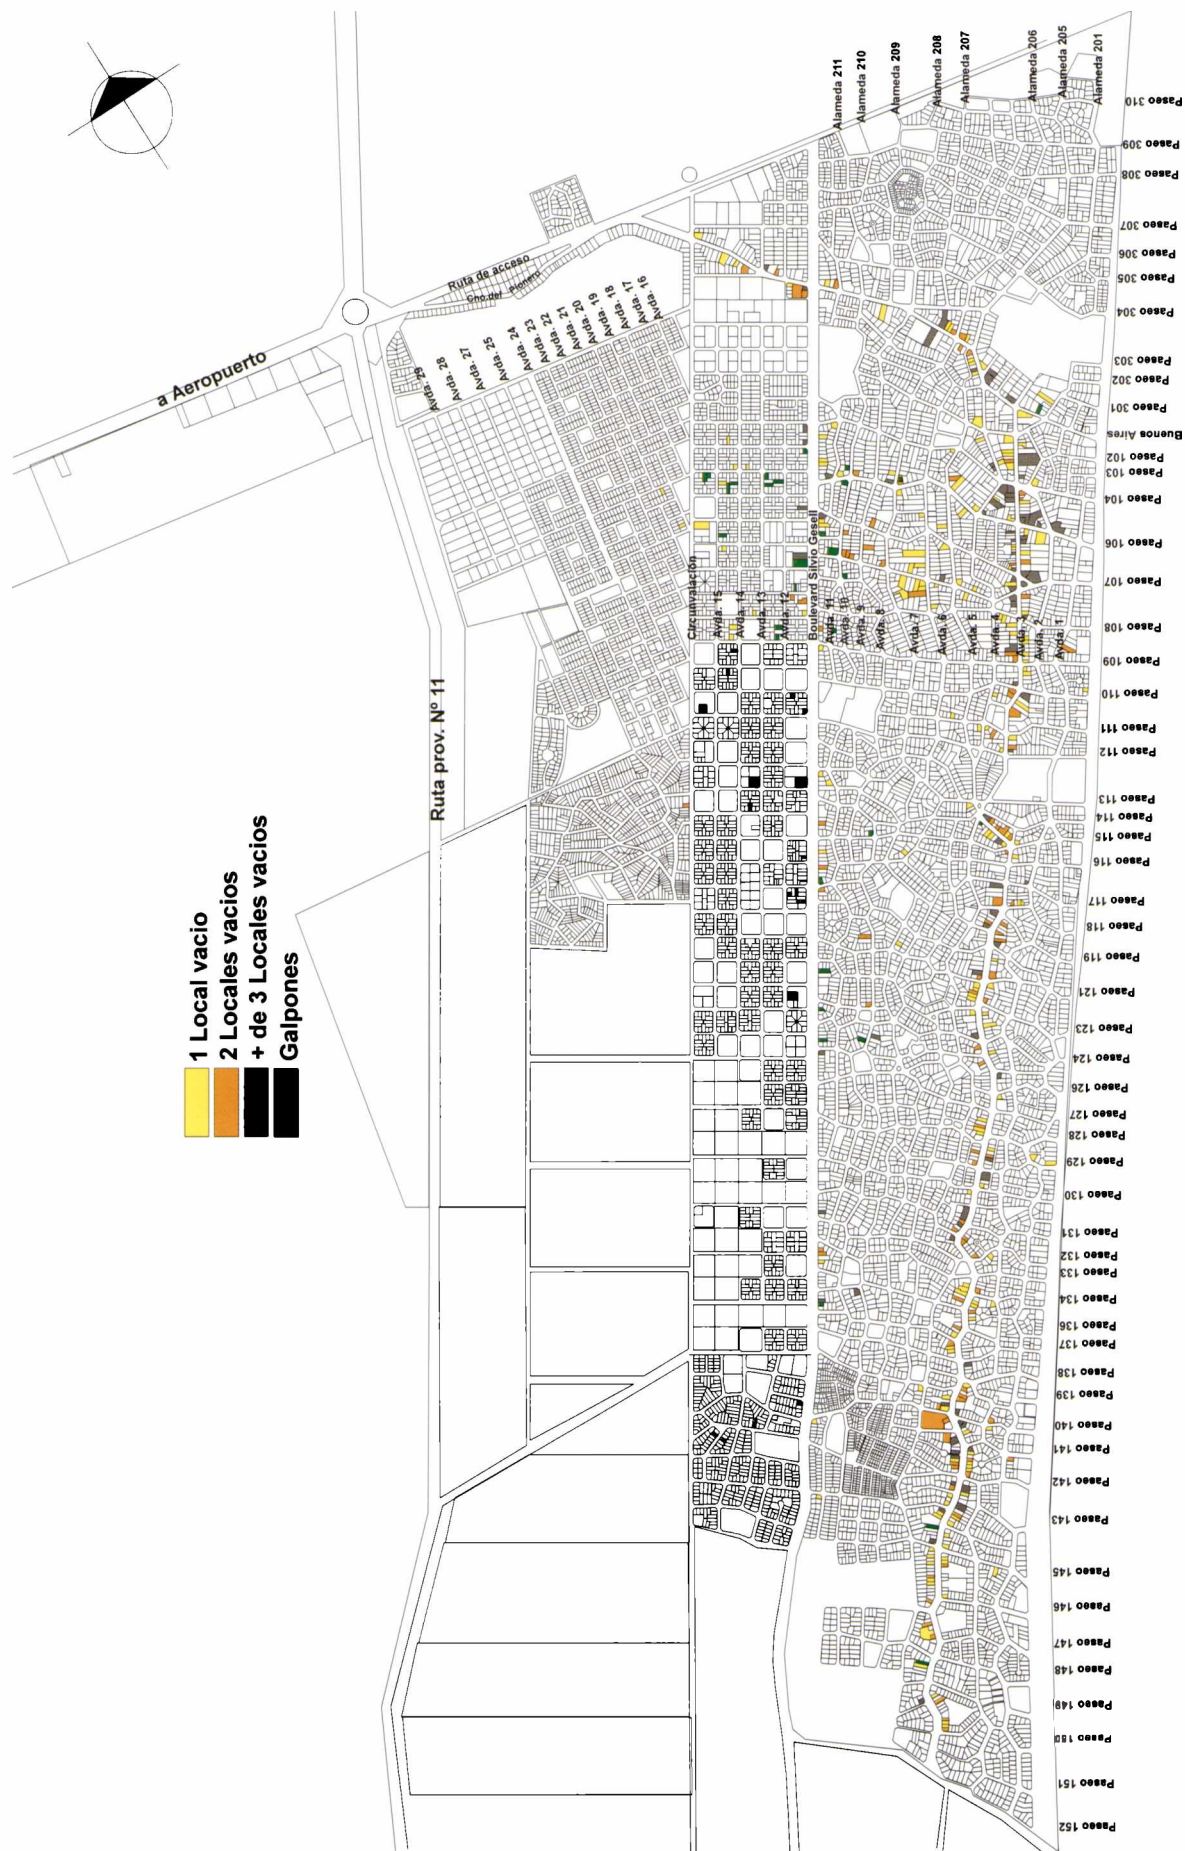 1 Local vacio
2 Locales vacios
+ de 3 Locales vacios
Galpones
a Aeropuerto
Ruta de acceso
Cno.del Pionero
Ruta prov. Nº 11
Avda. 29
Avda. 28
Avda. 27
Avda. 25
Avda. 24
Avda. 23
Avda. 22
Avda. 21
Avda. 20
Avda. 19
Avda. 18
Avda. 17
Avda. 16
Circunvalación
Avda. 15
Avda. 14
Avda. 13
Avda. 12
Boulevard Silvio Gesell
Avda. 11
Avda. 10
Avda. 9
Avda. 8
Avda. 7
Avda. 6
Avda. 5
Avda. 4
Avda. 3
Avda. 2
Avda. 1
Alameda 211
Alameda 210
Alameda 209
Alameda 208
Alameda 207
Alameda 206
Alameda 205
Alameda 201
Paseo 310
Paseo 309
Paseo 308
Paseo 307
Paseo 306
Paseo 305
Paseo 304
Paseo 303
Paseo 302
Paseo 301
Buenos Aires
Paseo 102
Paseo 103
Paseo 104
Paseo 106
Paseo 107
Paseo 108
Paseo 109
Paseo 110
Paseo 111
Paseo 112
Paseo 113
Paseo 114
Paseo 115
Paseo 116
Paseo 117
Paseo 118
Paseo 119
Paseo 121
Paseo 123
Paseo 124
Paseo 126
Paseo 127
Paseo 128
Paseo 129
Paseo 130
Paseo 131
Paseo 132
Paseo 133
Paseo 134
Paseo 136
Paseo 137
Paseo 138
Paseo 139
Paseo 140
Paseo 141
Paseo 142
Paseo 143
Paseo 145
Paseo 146
Paseo 147
Paseo 148
Paseo 149
Paseo 150
Paseo 151
Paseo 152